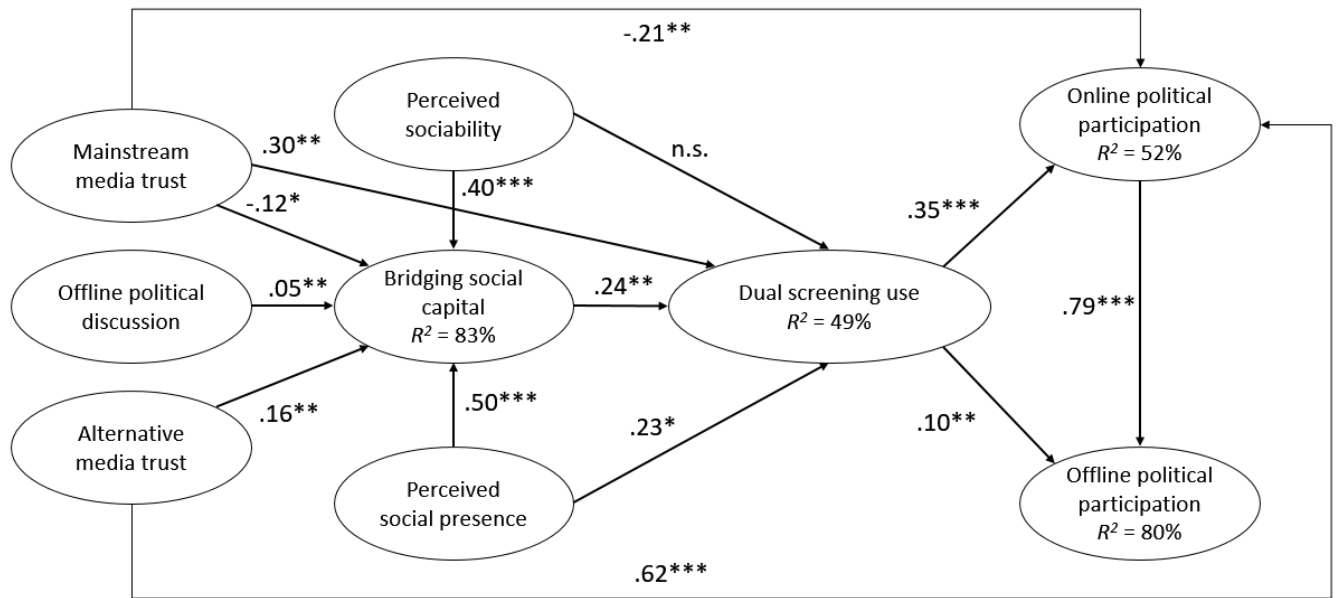 -.21**
Perceived
sociability
Online political
participation
R² = 52%
Mainstream
media trust
.30**
n.s.
-.12*
.40***
.35***
Offline political
discussion
.05**
Bridging social
capital
R² = 83%
.24**
Dual screening use
R² = 49%
.79***
.16**
.50***
.23*
.10**
Alternative
media trust
Perceived
social presence
Offline political
participation
R² = 80%
.62***